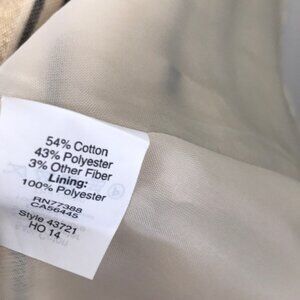 54% Cotton
43% Polyester
3% Other Fiber
Lining:
100% Polyester
RN77388
CA56445
Style 43721
HO 14